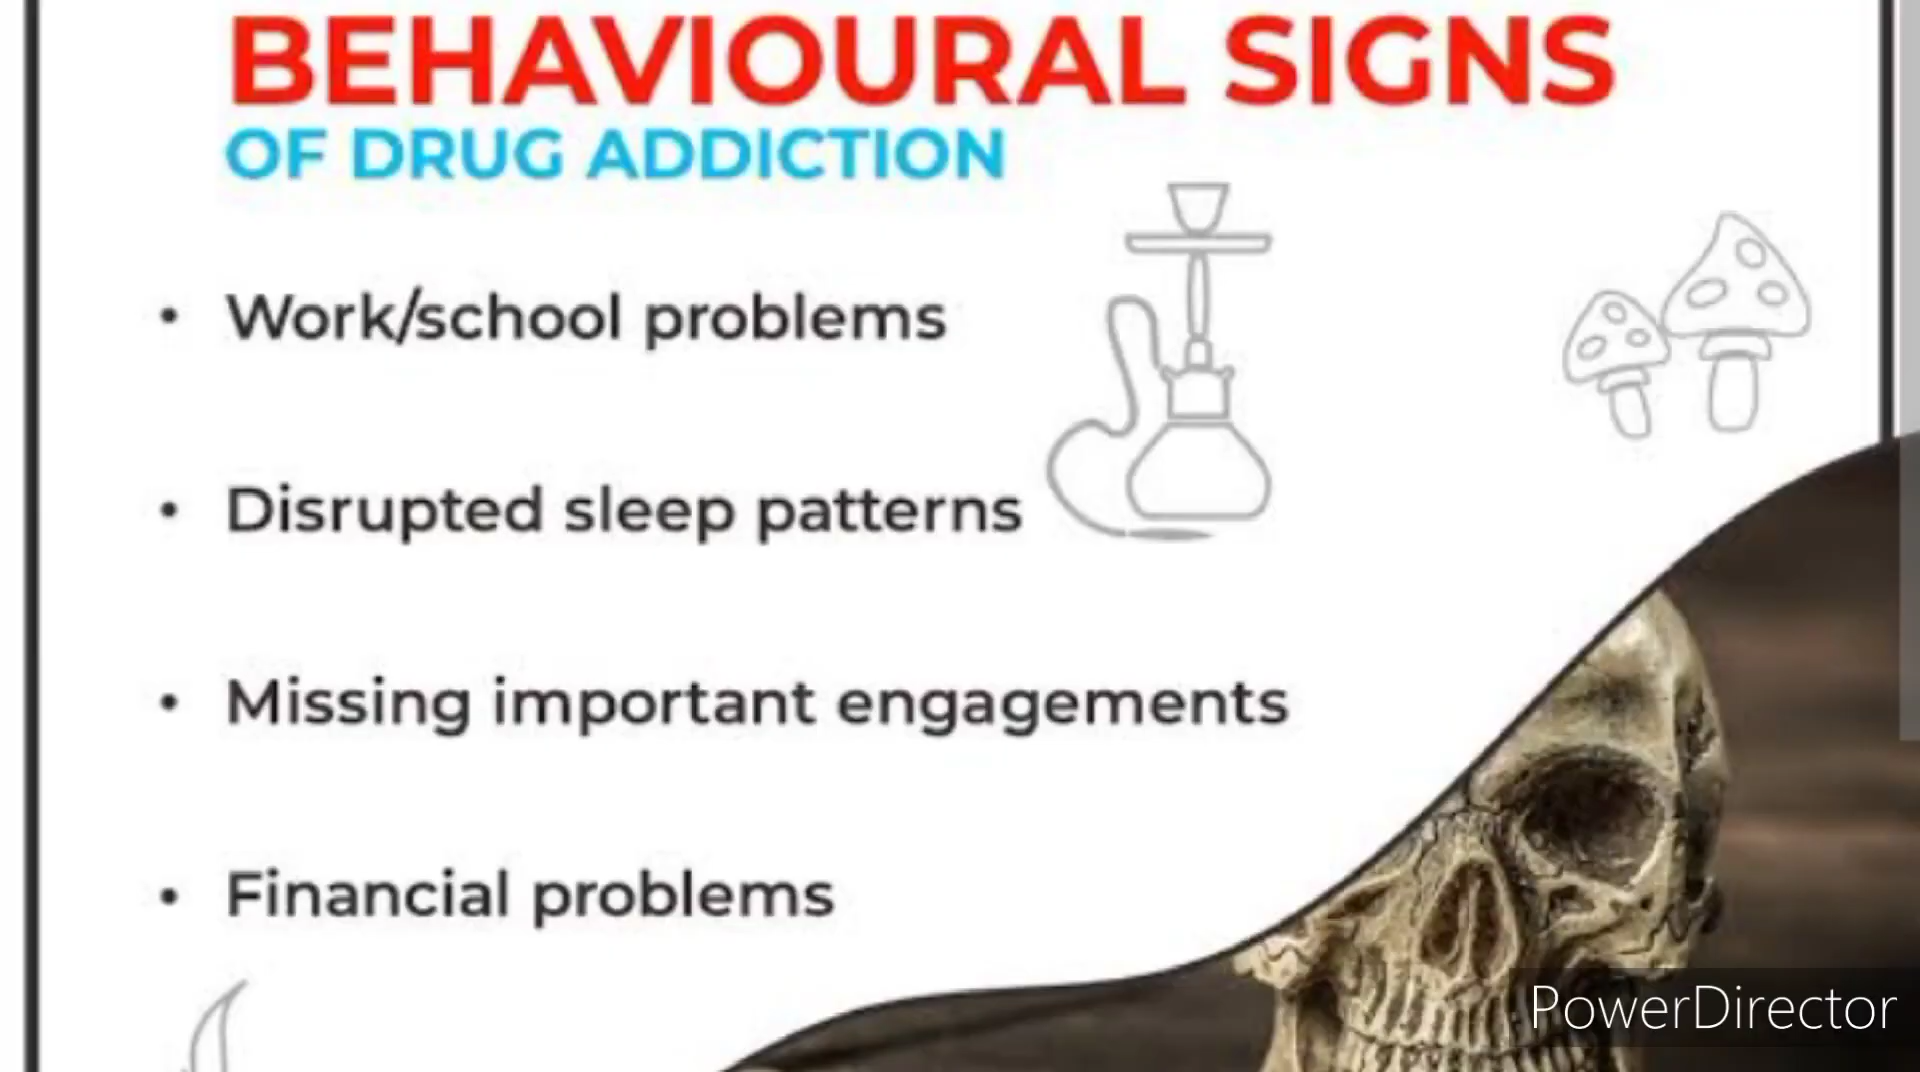 BEHAVIOURAL SIGNS
OF DRUG ADDICTION
• Work/school problems
• Disrupted sleep patterns
• Missing important engagements
• Financial problems
PowerDirector